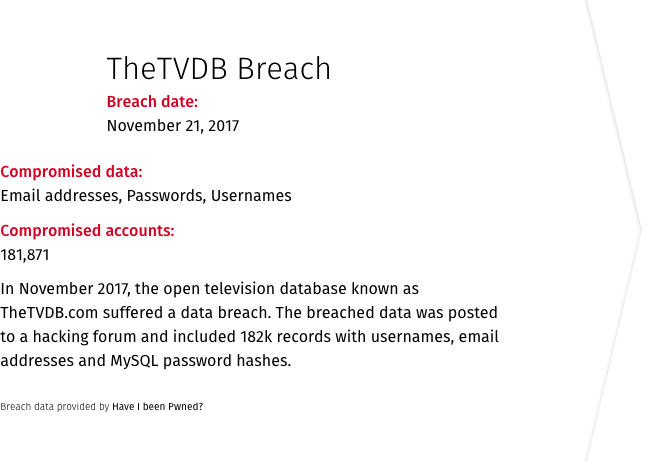 TheTVDB Breach
Breach date:
November 21, 2017
Compromised data:
Email addresses, Passwords, Usernames
Compromised accounts:
181,871
In November 2017, the open television database known as
TheTVDB.com suffered a data breach. The breached data was posted
to a hacking forum and included 182k records with usernames, email
addresses and MySQL password hashes.
Breach data provided by Have I been Pwned?